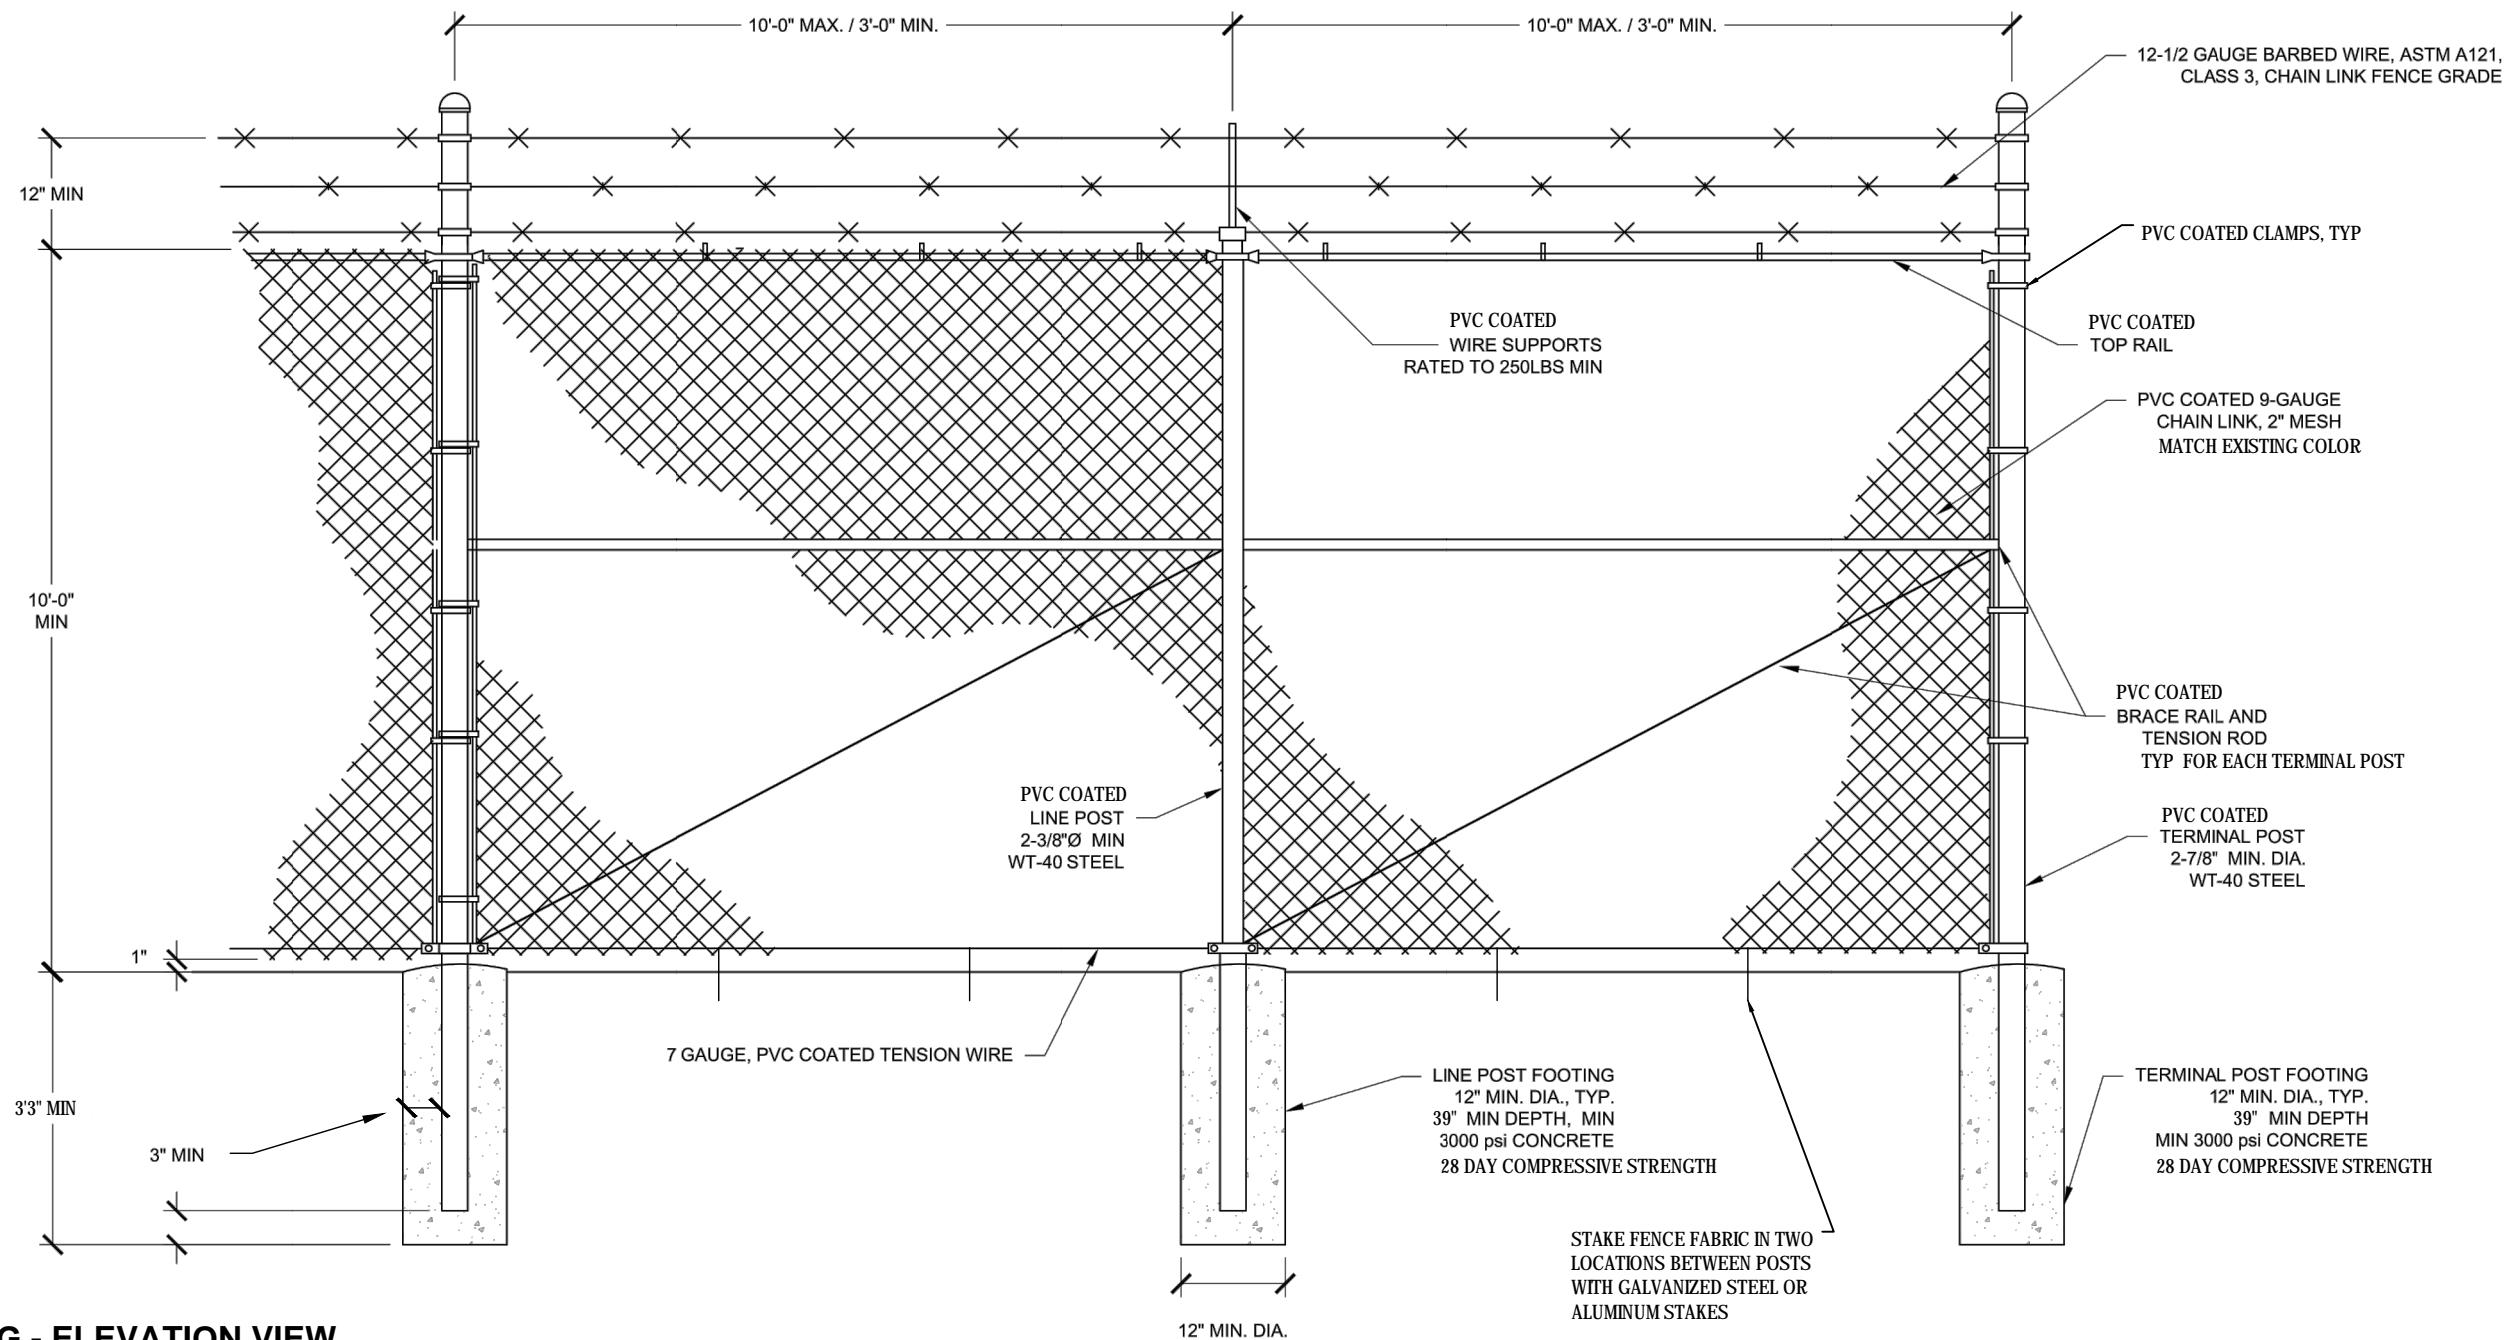 10'-0" MAX. / 3'-0" MIN.
10'-0" MAX. / 3'-0" MIN.
12-1/2 GAUGE BARBED WIRE, ASTM A121,
CLASS 3, CHAIN LINK FENCE GRADE
12" MIN
PVC COATED CLAMPS, TYP
PVC COATED
WIRE SUPPORTS
RATED TO 250LBS MIN
PVC COATED
TOP RAIL
PVC COATED 9-GAUGE
CHAIN LINK, 2" MESH
MATCH EXISTING COLOR
10'-0"
MIN
PVC COATED
BRACE RAIL AND
TENSION ROD
TYP FOR EACH TERMINAL POST
PVC COATED
LINE POST
2-3/8"Ø MIN
WT-40 STEEL
PVC COATED
TERMINAL POST
2-7/8" MIN. DIA.
WT-40 STEEL
1"
7 GAUGE, PVC COATED TENSION WIRE
3'3" MIN
3" MIN
LINE POST FOOTING
12" MIN. DIA., TYP.
39" MIN DEPTH, MIN
3000 psi CONCRETE
28 DAY COMPRESSIVE STRENGTH
TERMINAL POST FOOTING
12" MIN. DIA., TYP.
39" MIN DEPTH
MIN 3000 psi CONCRETE
28 DAY COMPRESSIVE STRENGTH
STAKE FENCE FABRIC IN TWO
LOCATIONS BETWEEN POSTS
WITH GALVANIZED STEEL OR
ALUMINUM STAKES
12" MIN. DIA.
G - ELEVATION VIEW